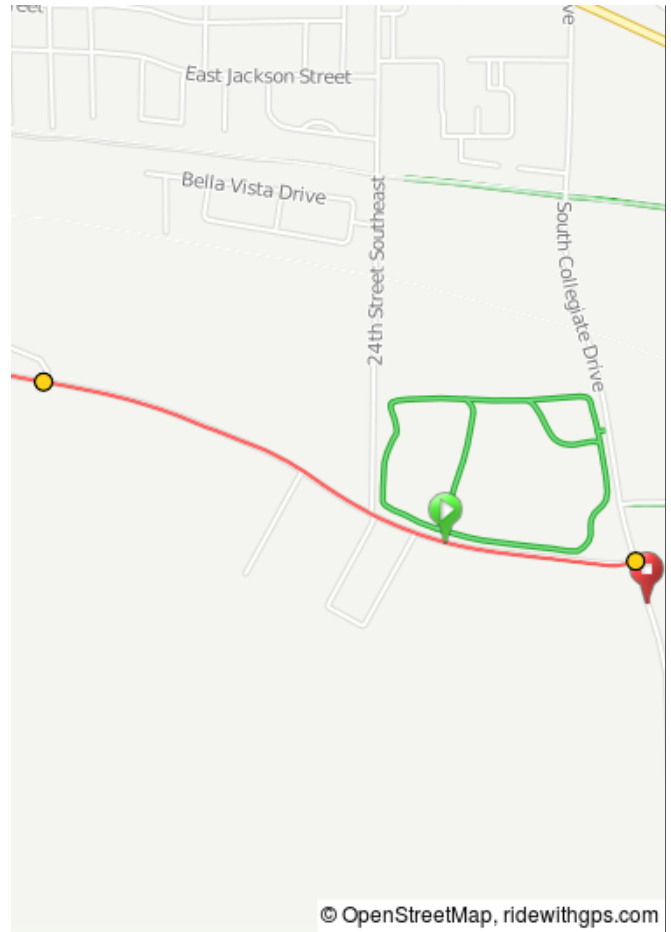 East Jackson Street
Bella Vista Drive
24th Street Southeast
South Collegiate Drive
© OpenStreetMap, ridewithgps.com